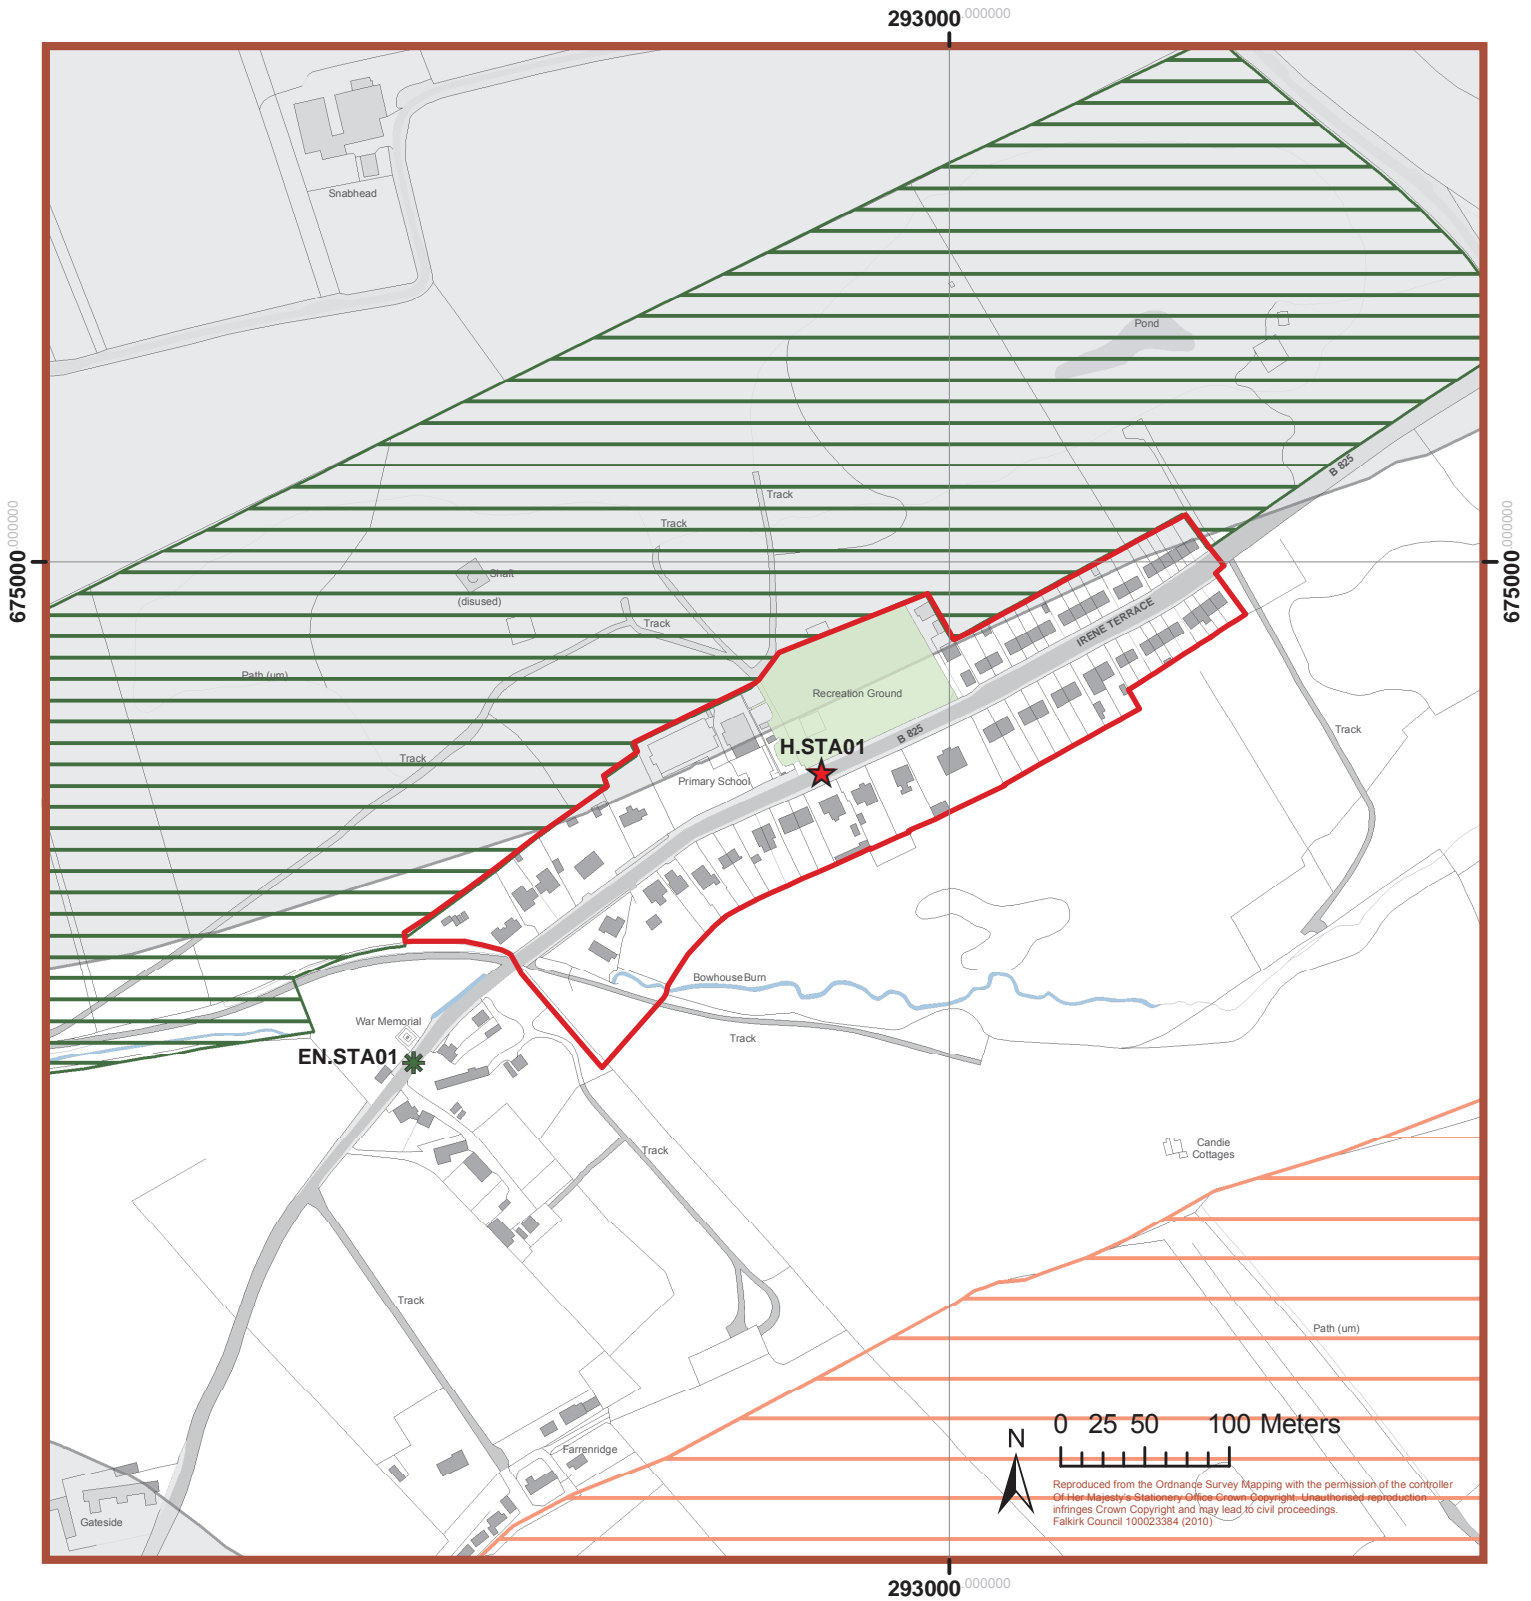 293000.000000
Snabhead
Pond
B 825
Track
Track
675000.000000
675000.000000
Shaft
(disused)
Track
IRENE TERRACE
Path (um)
Recreation Ground
Track
B 825
Track
H.STA01
Primary School
Bowhouse Burn
War Memorial
Track
EN.STA01
Candie
Cottages
Track
Track
Path (um)
0 25 50 100 Meters
N
Farrenridge
Reproduced from the Ordnance Survey Mapping with the permission of the controller
Of Her Majesty's Stationery Office Crown Copyright. Unauthorised reproduction
infringes Crown Copyright and may lead to civil proceedings.
Falkirk Council 100023384 (2010)
Gateside
293000.000000